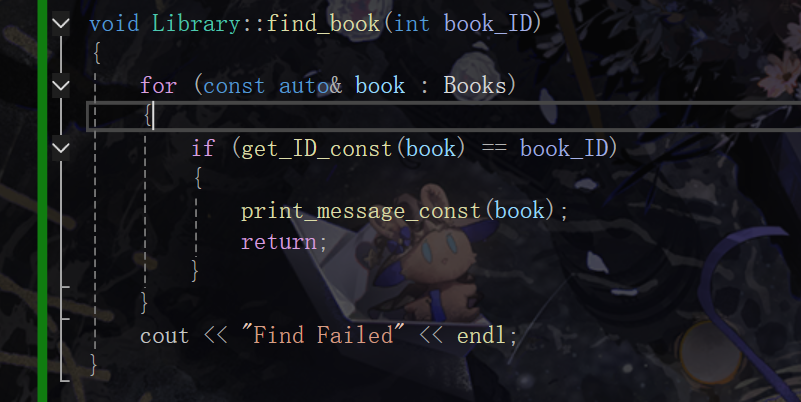 void Library::find_book(int book_ID)
{
for (const auto& book : Books)
{
if (get_ID_const(book) == book_ID)
{
print_message_const(book);
return;
}
}
cout << "Find Failed" << endl;
}